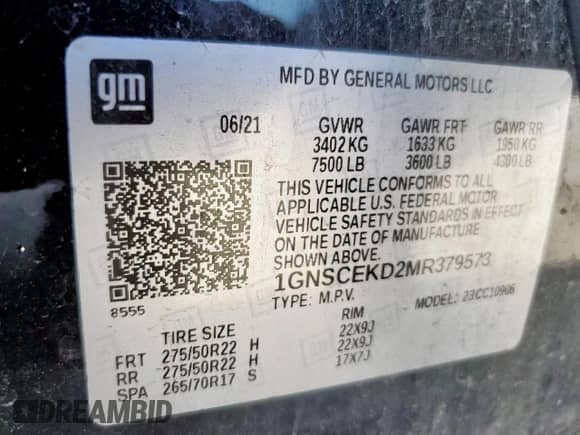 gm
MFD BY GENERAL MOTORS LLC
06/21 GVWR GAWR FRT GAWR RR
3402 KG 1633 KG 1950 KG
7500 LB 3600 LB 4300 LB
THIS VEHICLE CONFORMS TO ALL
APPLICABLE U.S. FEDERAL MOTOR
VEHICLE SAFETY STANDARDS IN EFFECT
ON THE DATE OF MANUFACTURE
SHOWN ABOVE.
1GNSCEKD2MR379573
8555 TYPE: M.P.V. MODEL: 23CC10906
TIRE SIZE RIM
FRT 275/50R22 H 22X9J
RR 275/50R22 H 22X9J
SPA 265/70R17 S 17X7J
DREAMBID